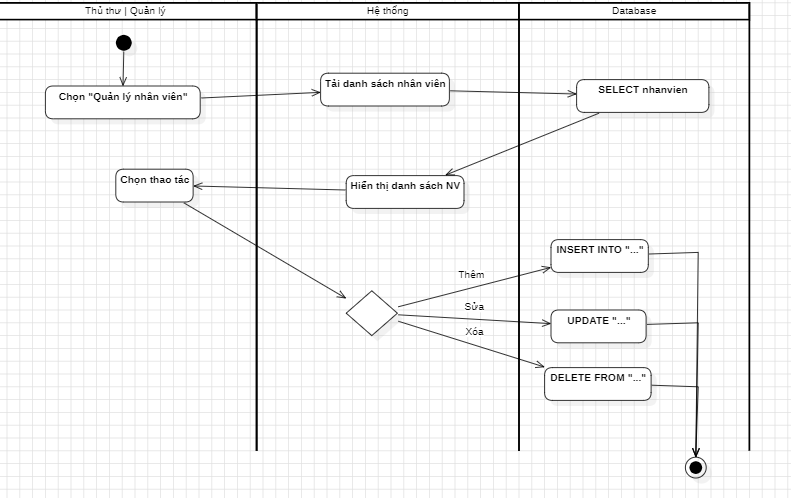 Thủ thư | Quản lý
Hệ thống
Database
Chọn "Quản lý nhân viên"
Tải danh sách nhân viên
SELECT nhanvien
Chọn thao tác
Hiển thị danh sách NV
Thêm
INSERT INTO "..."
Sửa
UPDATE "..."
Xóa
DELETE FROM "..."